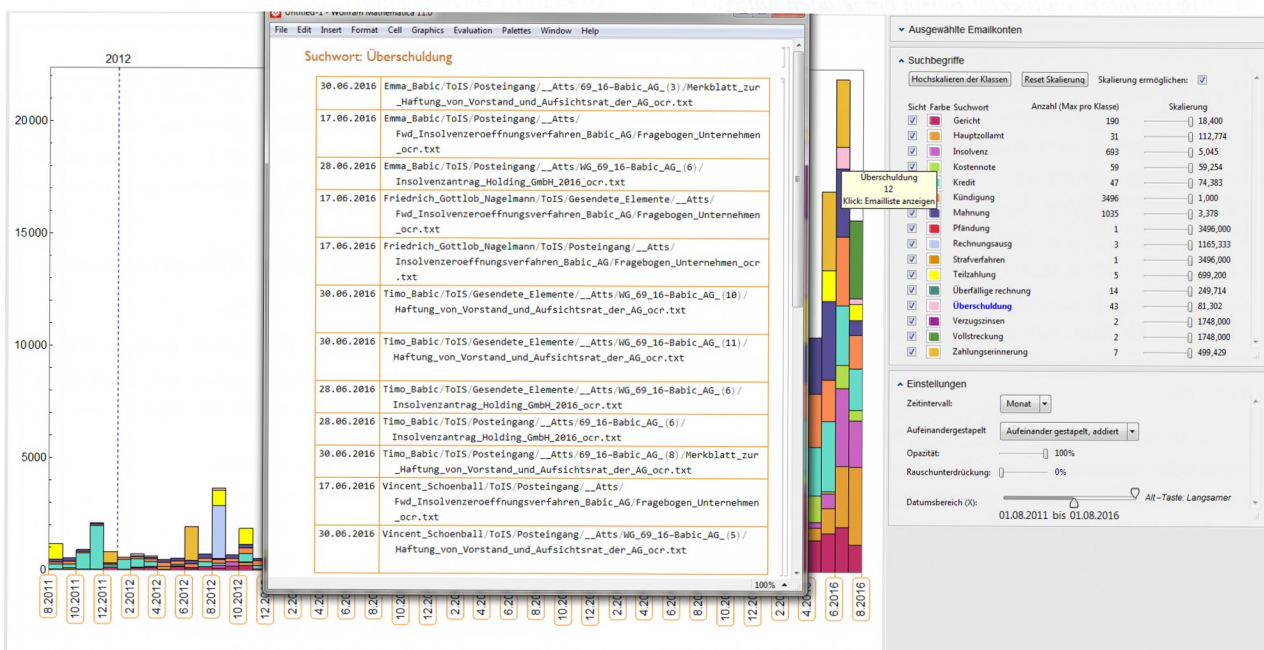 Untitled-1 - Wolfram Mathematica 11.0
File Edit Insert Format Cell Graphics Evaluation Palettes Window Help
Suchwort: Überschuldung
30.06.2016 Emma_Babic/ToIS/Posteingang/__Atts/69_16-Babic_AG_(3)/Merkblatt_zur
_Haftung_von_Vorstand_und_Aufsichtsrat_der_AG_ocr.txt
17.06.2016 Emma_Babic/ToIS/Posteingang/__Atts/
Fwd_Insolvenzeroeffnungsverfahren_Babic_AG/Fragebogen_Unternehmen
_ocr.txt
28.06.2016 Emma_Babic/ToIS/Posteingang/__Atts/WG_69_16-Babic_AG_(6)/
Insolvenzantrag_Holding_GmbH_2016_ocr.txt
17.06.2016 Friedrich_Gottlob_Nagelmann/ToIS/Gesendete_Elemente/__Atts/
Fwd_Insolvenzeroeffnungsverfahren_Babic_AG/Fragebogen_Unternehmen
_ocr.txt
17.06.2016 Friedrich_Gottlob_Nagelmann/ToIS/Posteingang/__Atts/
Insolvenzeroeffnungsverfahren_Babic_AG/Fragebogen_Unternehmen_ocr
.txt
30.06.2016 Timo_Babic/ToIS/Gesendete_Elemente/__Atts/WG_69_16-Babic_AG_(10)/
Haftung_von_Vorstand_und_Aufsichtsrat_der_AG_ocr.txt
30.06.2016 Timo_Babic/ToIS/Gesendete_Elemente/__Atts/WG_69_16-Babic_AG_(11)/
Haftung_von_Vorstand_und_Aufsichtsrat_der_AG_ocr.txt
28.06.2016 Timo_Babic/ToIS/Gesendete_Elemente/__Atts/WG_69_16-Babic_AG_(6)/
Insolvenzantrag_Holding_GmbH_2016_ocr.txt
28.06.2016 Timo_Babic/ToIS/Posteingang/__Atts/69_16-Babic_AG_(6)/
Insolvenzantrag_Holding_GmbH_2016_ocr.txt
30.06.2016 Timo_Babic/ToIS/Posteingang/__Atts/69_16-Babic_AG_(8)/Merkblatt_zur
_Haftung_von_Vorstand_und_Aufsichtsrat_der_AG_ocr.txt
17.06.2016 Vincent_Schoenball/ToIS/Posteingang/__Atts/
Fwd_Insolvenzeroeffnungsverfahren_Babic_AG/Fragebogen_Unternehmen
_ocr.txt
30.06.2016 Vincent_Schoenball/ToIS/Posteingang/__Atts/WG_69_16-Babic_AG_(5)/
Haftung_von_Vorstand_und_Aufsichtsrat_der_AG_ocr.txt
100%
2012
20000
15000
10000
5000
0
8.2011 10.2011 12.2011 2.2012 4.2012 6.2012 8.2012 10.2012 2.2016 6.2016 8.2016
Überschuldung
12
Klick: Emailliste anzeigen
Ausgewählte Emailkonten
Suchbegriffe
Hochskalieren der Klassen Reset Skalierung Skalierung ermöglichen:
Sicht Farbe Suchwort Anzahl (Max pro Klasse) Skalierung
Gericht 190 18,400
Hauptzollamt 31 112,774
Insolvenz 693 5,045
Kostennote 59 59,254
Kredit 47 74,383
Kündigung 3496 1,000
Mahnung 1035 3,378
Pfändung 1 3496,000
Rechnungsausg 3 1165,333
Strafverfahren 1 3496,000
Teilzahlung 5 699,200
Überfällige rechnung 14 249,714
Überschuldung 43 81,302
Verzugszinsen 2 1748,000
Vollstreckung 2 1748,000
Zahlungserinnerung 7 499,429
Einstellungen
Zeitintervall: Monat
Aufeinandergestapelt Aufeinander gestapelt, addiert
Opazität: 100%
Rauschunterdrückung: 0%
Datumsbereich (X): Alt-Taste: Langsamer
01.08.2011 bis 01.08.2016